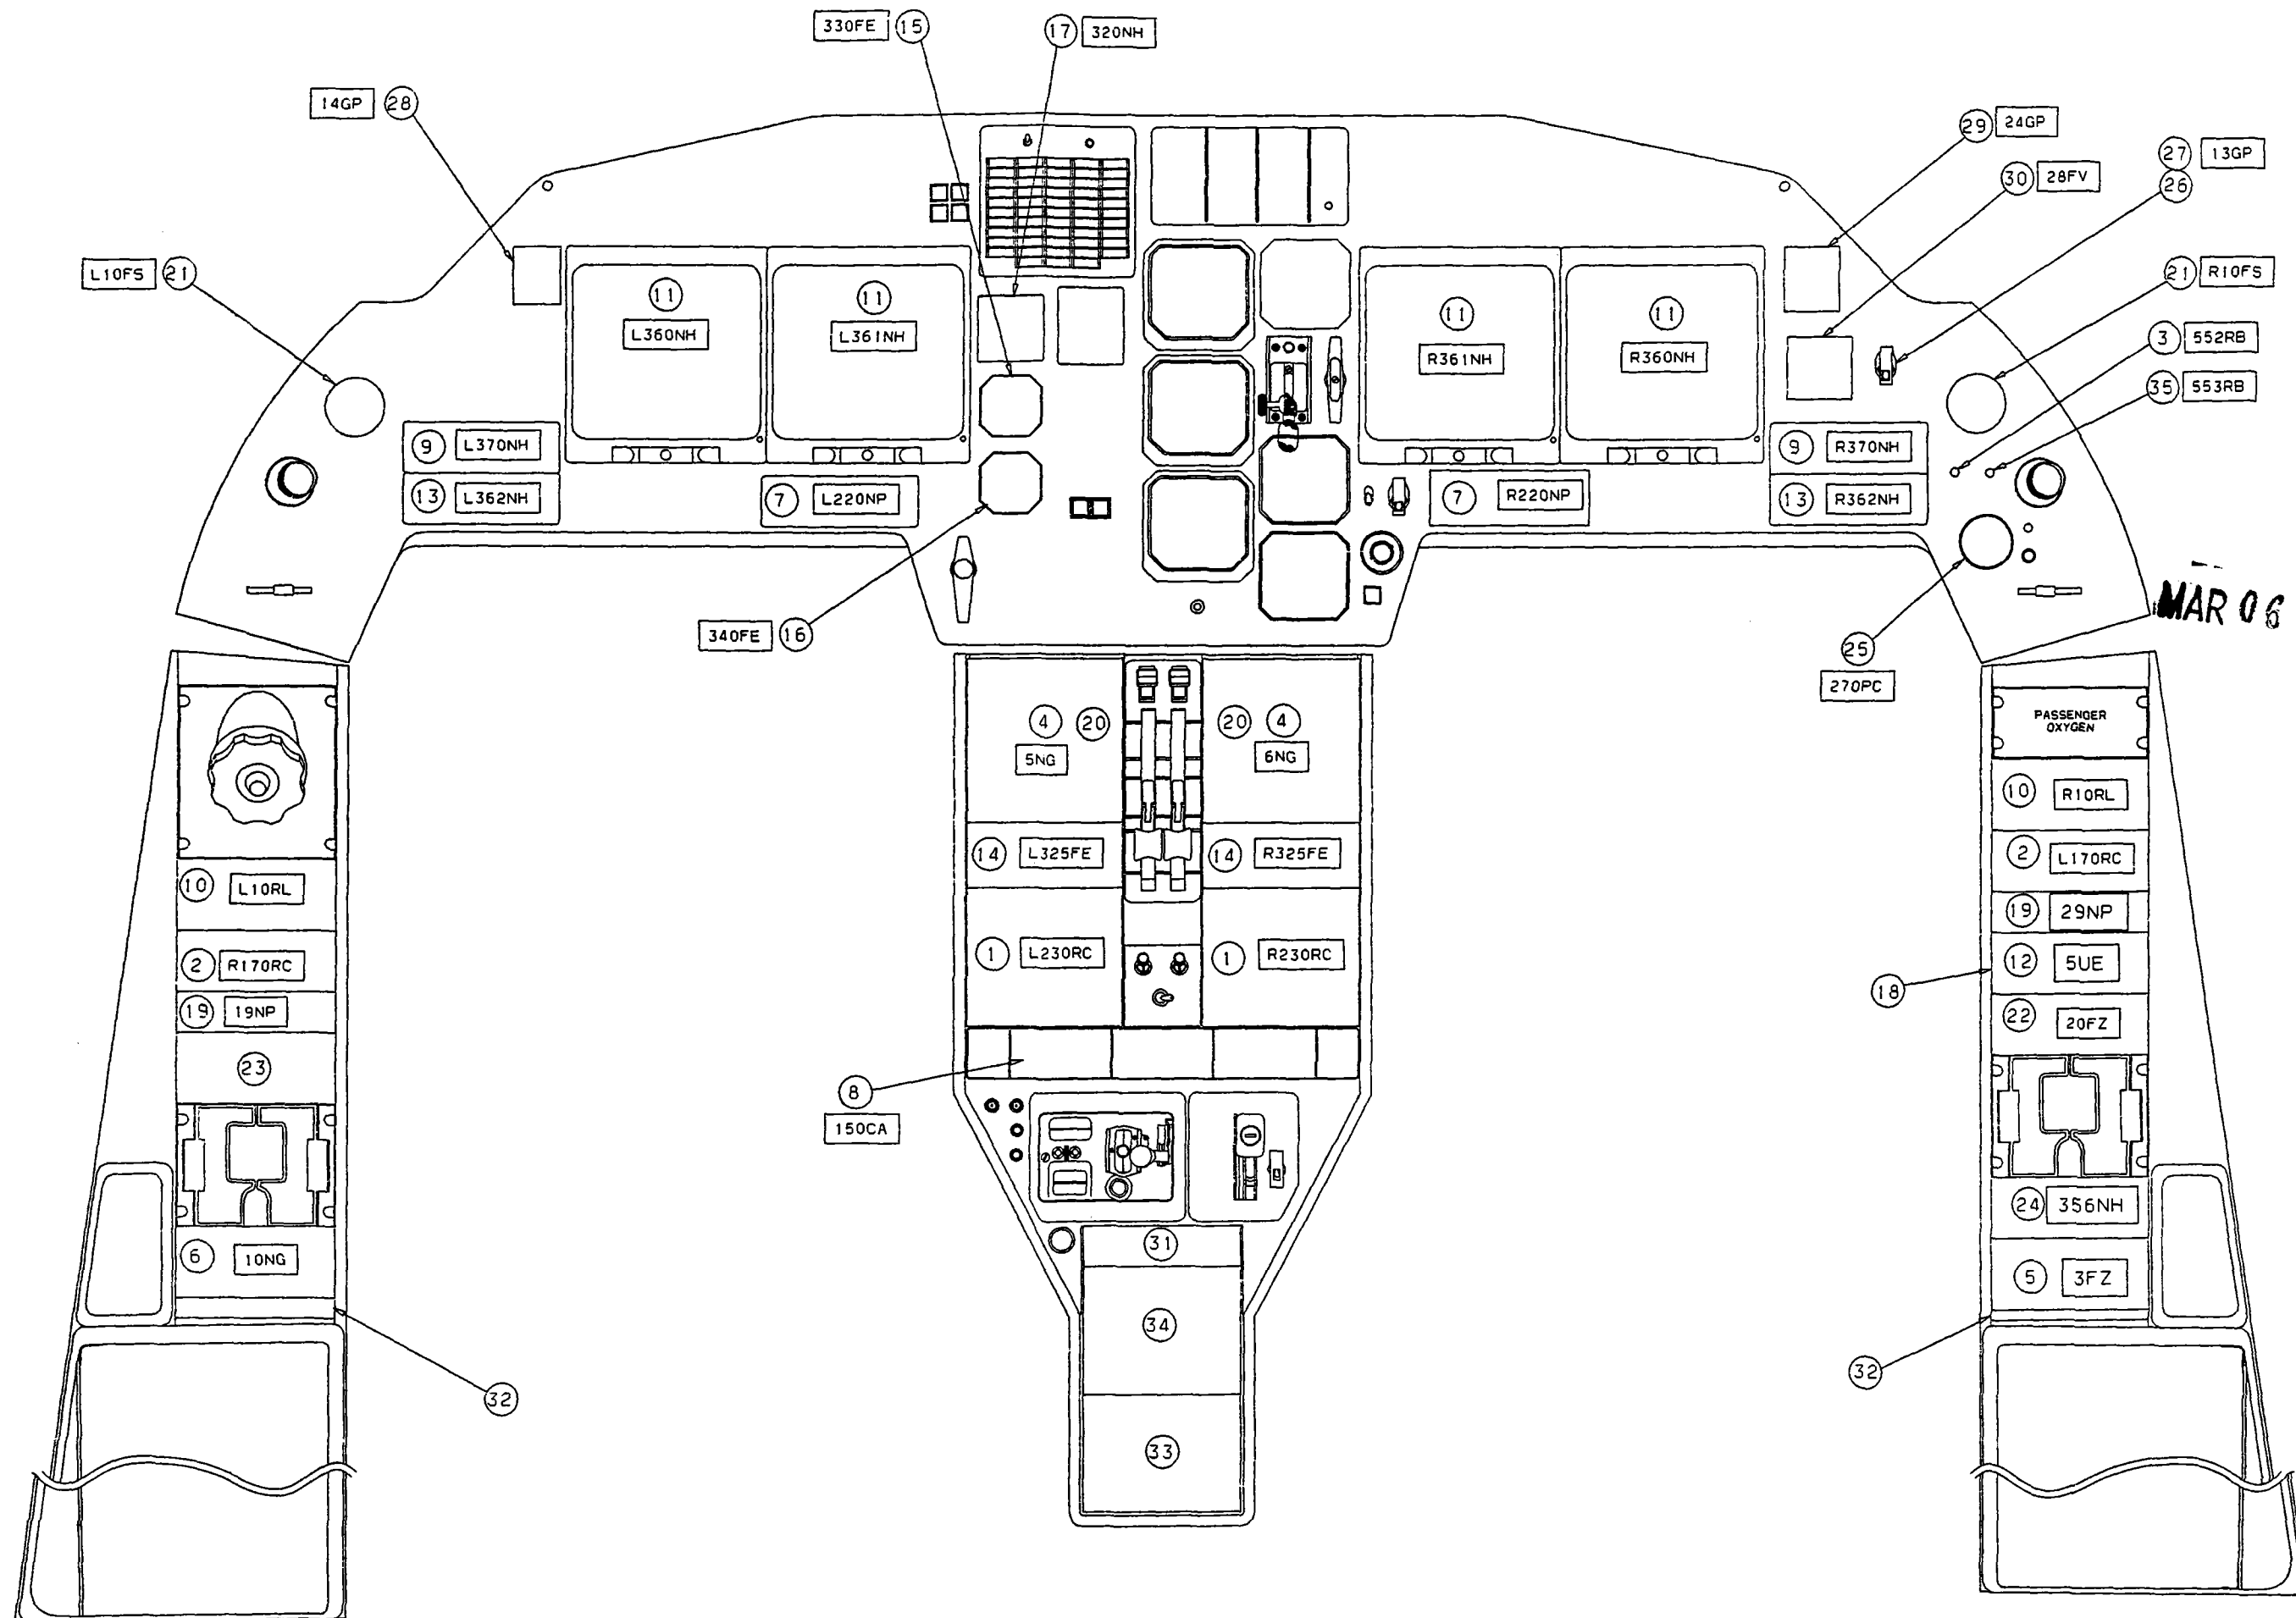 330FE 15
17 320NH
14GP 28
29 24GP
27 13GP
26
30 28FV
L10FS 21
21 R10FS
11
L360NH
11
L361NH
11
R361NH
11
R360NH
3 552RB
35 553RB
9 L370NH
13 L362NH
7 L220NP
7 R220NP
9 R370NH
13 R362NH
MAR 06
340FE 16
25
270PC
4 20
5NG
20 4
6NG
PASSENGER
OXYGEN
10 R10RL
14 L325FE
14 R325FE
2 L170RC
10 L10RL
19 29NP
1 L230RC
1 R230RC
12 5UE
2 R170RC
18
19 19NP
22 20FZ
23
8
150CA
24 356NH
31
6 10NG
5 3FZ
34
32
32
33